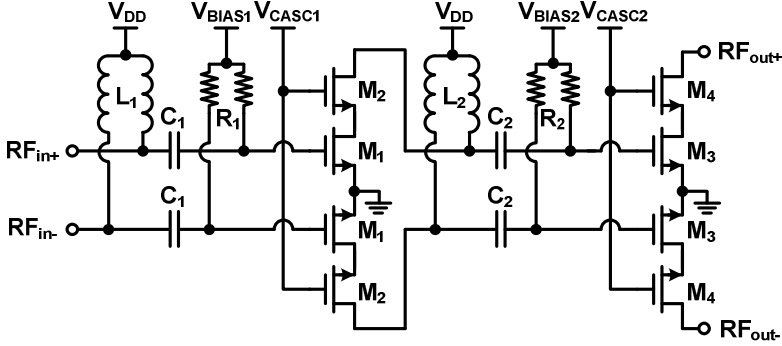 VDD VBIAS1 VCASC1 VDD VBIAS2 VCASC2
RFout+
M2 M4
L1 R1 L2 R2
C1 C2
RFin+ M1 M3
C1 C2
RFin- M1 M3
M2 M4
RFout-